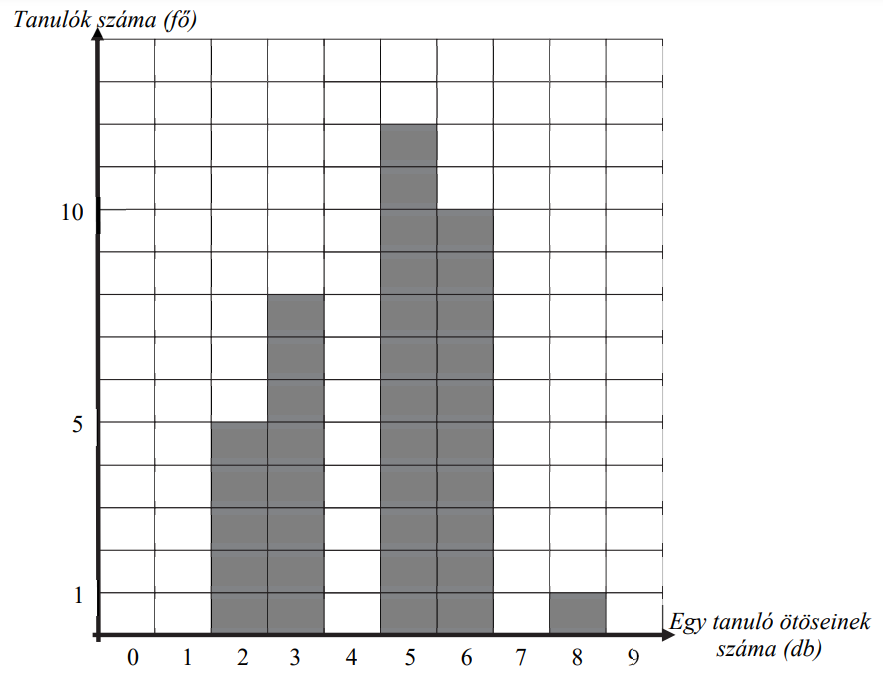 Tanulók száma (fő)
10
5
1
0 1 2 3 4 5 6 7 8 9
Egy tanuló ötöseinek
száma (db)